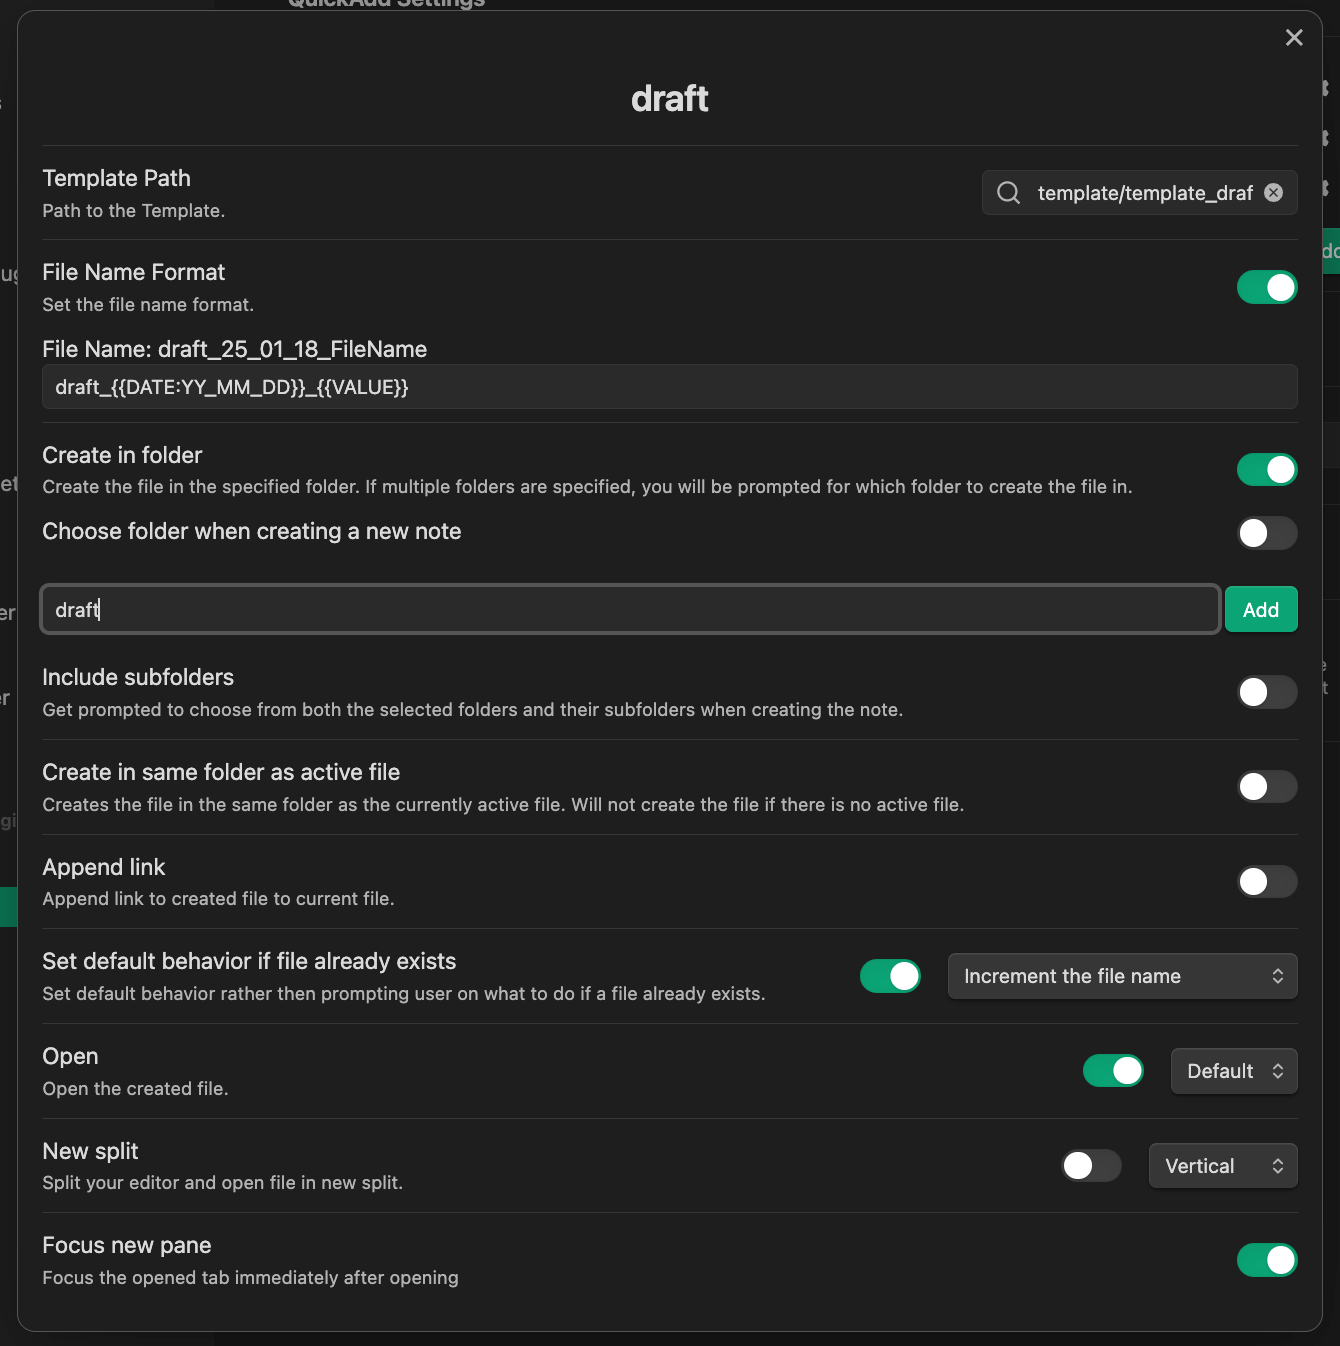 QuickAdd Settings
draft
Template Path
Path to the Template.
template/template_draf
File Name Format
Set the file name format.
File Name: draft_25_01_18_FileName
draft_{{DATE:YY_MM_DD}}_{{VALUE}}
Create in folder
Create the file in the specified folder. If multiple folders are specified, you will be prompted for which folder to create the file in.
Choose folder when creating a new note
draft
Add
Include subfolders
Get prompted to choose from both the selected folders and their subfolders when creating the note.
Create in same folder as active file
Creates the file in the same folder as the currently active file. Will not create the file if there is no active file.
Append link
Append link to created file to current file.
Set default behavior if file already exists
Set default behavior rather then prompting user on what to do if a file already exists.
Increment the file name
Open
Open the created file.
Default
New split
Split your editor and open file in new split.
Vertical
Focus new pane
Focus the opened tab immediately after opening